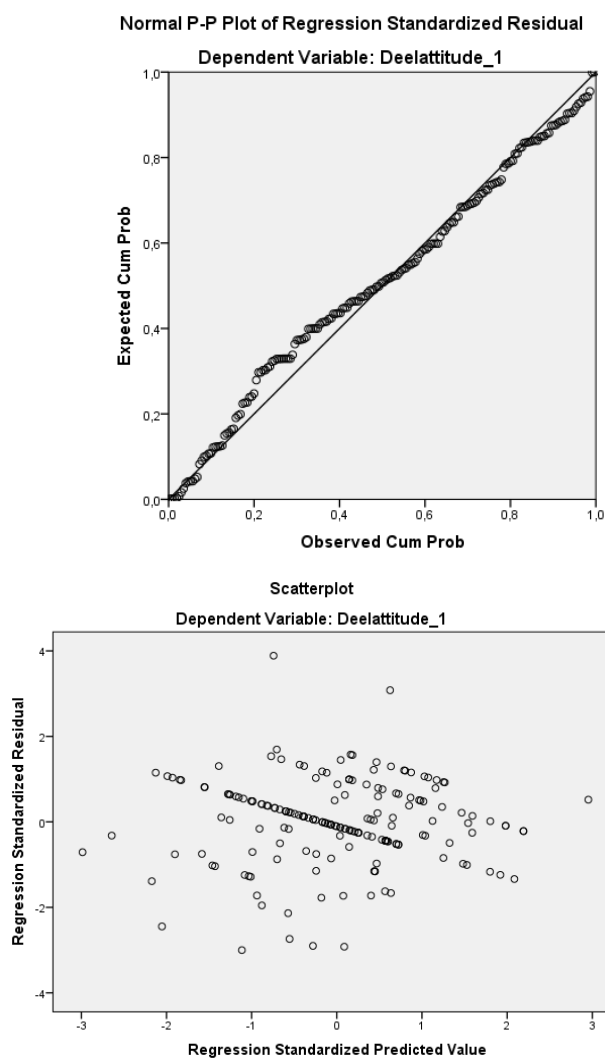 Normal P-P Plot of Regression Standardized Residual
Dependent Variable: Deelattitude_1
1,0
0,8
0,6
0,4
0,2
0,0
Expected Cum Prob
0,0 0,2 0,4 0,6 0,8 1,0
Observed Cum Prob
Scatterplot
Dependent Variable: Deelattitude_1
4
2
0
-2
-4
Regression Standardized Residual
-3 -2 -1 0 1 2 3
Regression Standardized Predicted Value